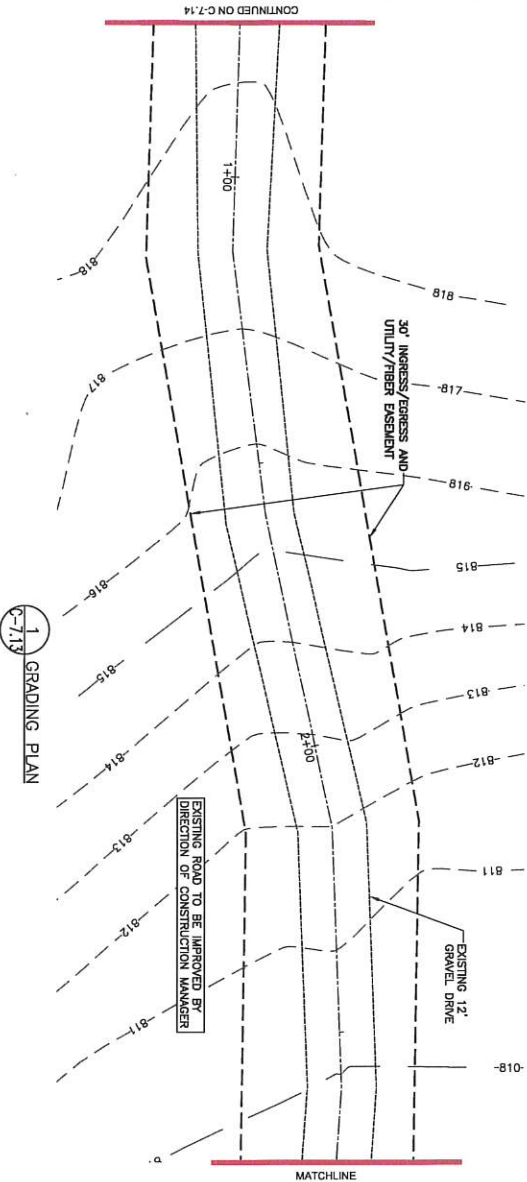 CONTINUED ON C-7.14
1+00
818
818
817
817
30' INGRESS/EGRESS AND
UTILITY/FIBER EASEMENT
816
816
815
815
814
814
813
813
2+00
812
812
811
811
EXISTING 12'
GRAVEL DRIVE
EXISTING ROAD TO BE IMPROVED BY
DIRECTION OF CONSTRUCTION MANAGER
810
MATCHLINE
1
C-7.13
GRADING PLAN